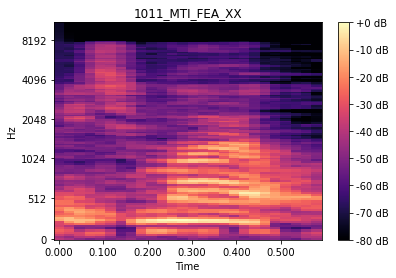 1011_MTI_FEA_XX
Hz
8192
4096
2048
1024
512
0
0.000
0.100
0.200
0.300
0.400
0.500
Time
+0 dB
-10 dB
-20 dB
-30 dB
-40 dB
-50 dB
-60 dB
-70 dB
-80 dB